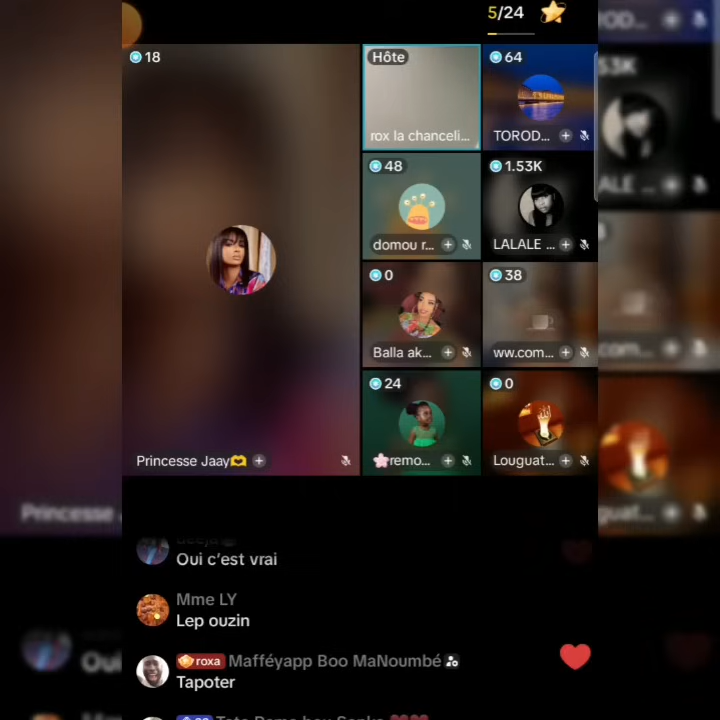 5/24
18
Hôte
rox la chanceli...
64
TOROD...
48
domou r...
1.53K
LALALE ...
0
Balla ak...
38
ww.com...
24
remo...
0
Louguat...
Princesse Jaay
Oui c'est vrai
Mme LY
Lep ouzin
roxa Mafféyapp Boo MaNoumbé
Tapoter